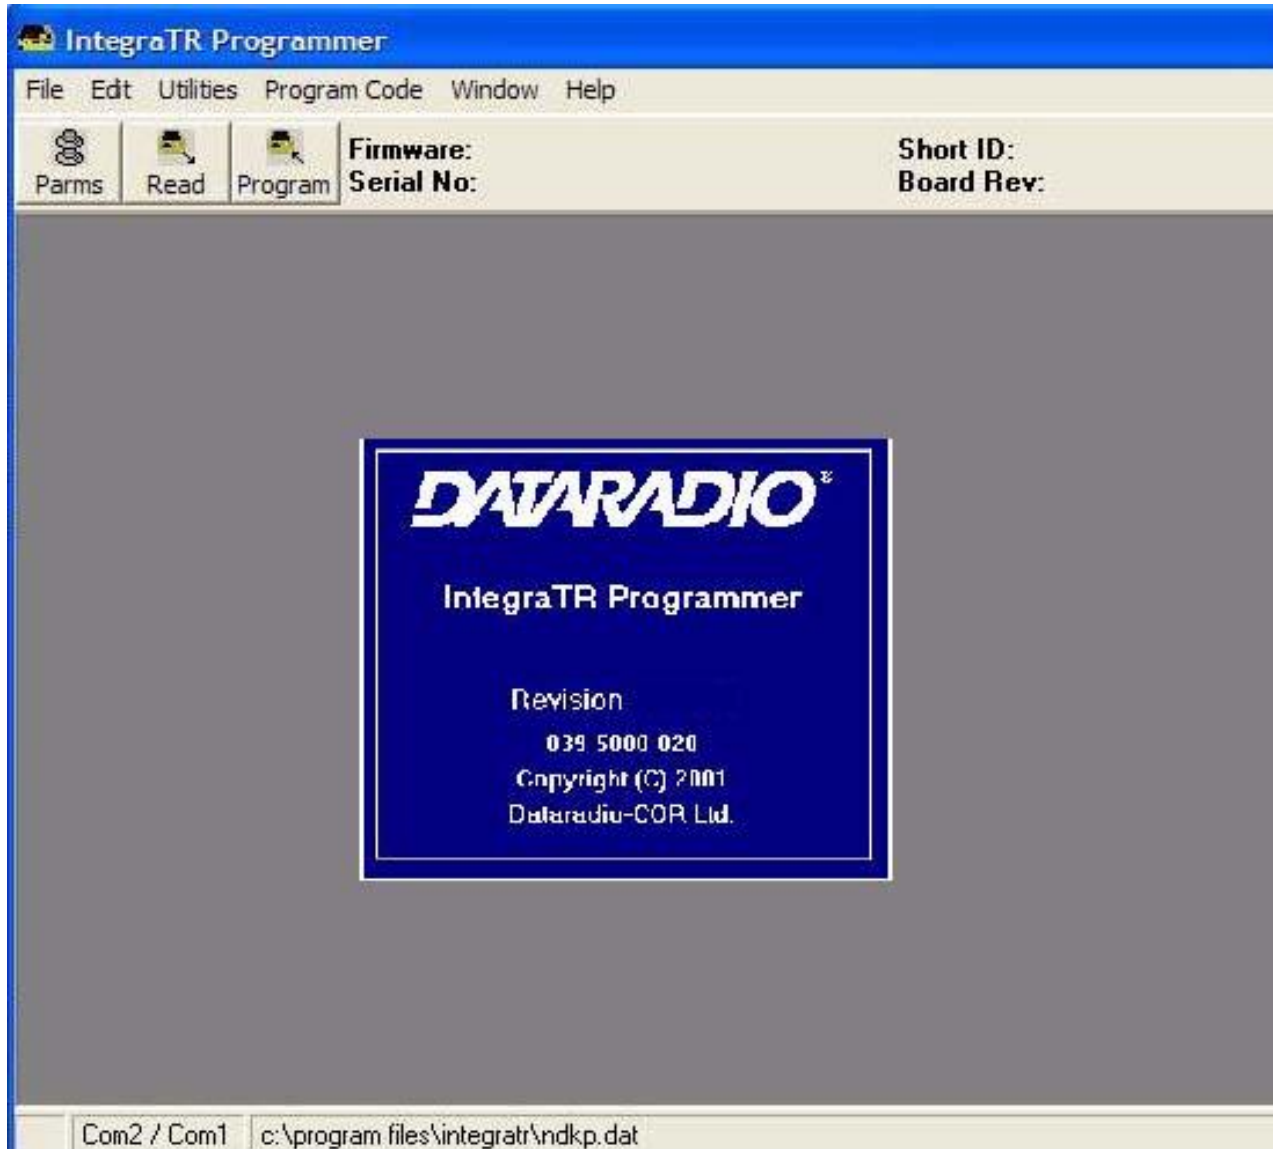 IntegraTR Programmer
File Edit Utilities Program Code Window Help
Parms Read Program
Firmware: Short ID:
Serial No: Board Rev:
DATARADIO®
IntegraTR Programmer
Revision
039 5000 020
Copyright (C) 2001
Dataradio-COR Ltd.
Com2 / Com1 c:\program files\integratr\ndkp.dat